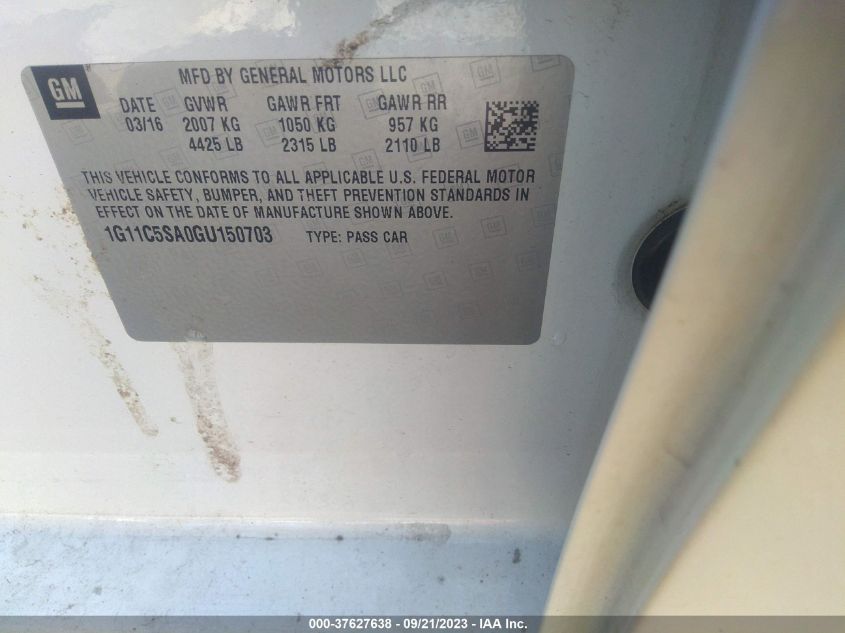 GM
MFD BY GENERAL MOTORS LLC
DATE GVWR GAWR FRT GAWR RR
03/16 2007 KG 1050 KG 957 KG
4425 LB 2315 LB 2110 LB
THIS VEHICLE CONFORMS TO ALL APPLICABLE U.S. FEDERAL MOTOR
VEHICLE SAFETY, BUMPER, AND THEFT PREVENTION STANDARDS IN
EFFECT ON THE DATE OF MANUFACTURE SHOWN ABOVE.
1G11C5SA0GU150703 TYPE: PASS CAR
000-37627638 - 09/21/2023 - IAA Inc.